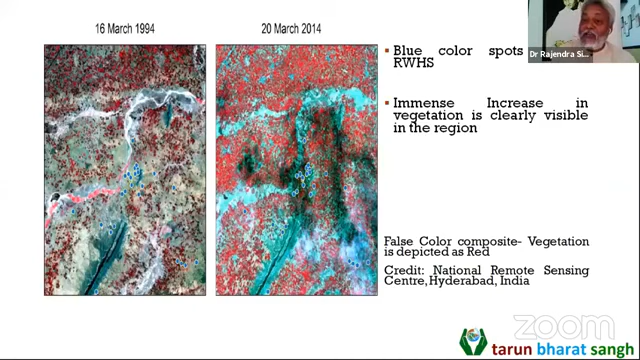 16 March 1994
20 March 2014
▪ Blue color spots
RWHS
▪ Immense Increase in
vegetation is clearly visible
in the region
False Color composite- Vegetation
is depicted as Red
Credit: National Remote Sensing
Centre, Hyderabad, India
Dr Rajendra Si...
zoom
tarun bharat sangh